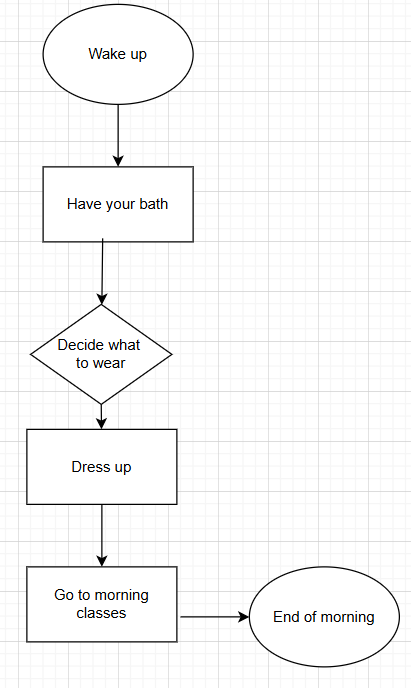 Wake up
Have your bath
Decide what
to wear
Dress up
Go to morning
classes
End of morning